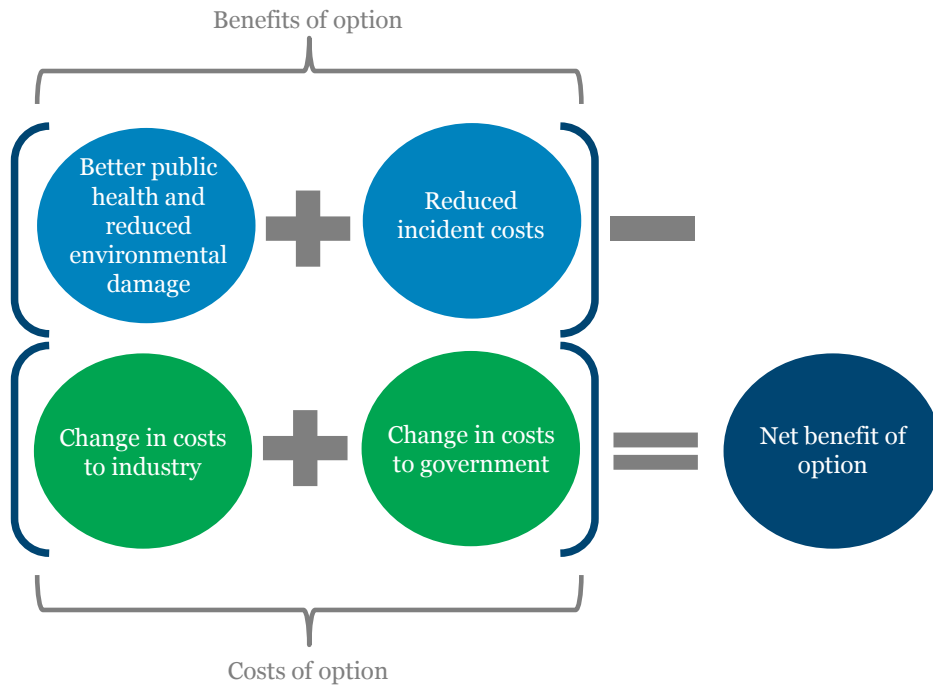 Benefits of option
Better public
health and
reduced
environmental
damage
Reduced
incident costs
Change in costs
to industry
Change in costs
to government
Net benefit of
option
Costs of option